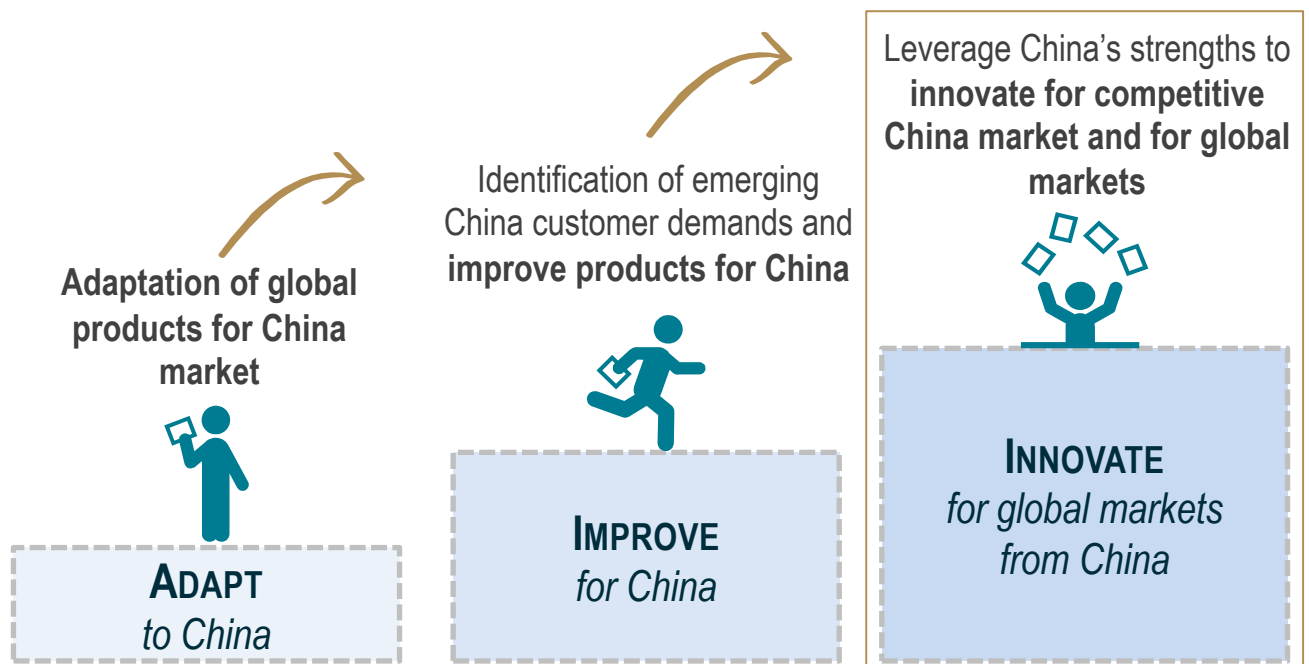 Adaptation of global
products for China
market
ADAPT
to China
Identification of emerging
China customer demands and
improve products for China
IMPROVE
for China
Leverage China’s strengths to
innovate for competitive
China market and for global
markets
INNOVATE
for global markets
from China